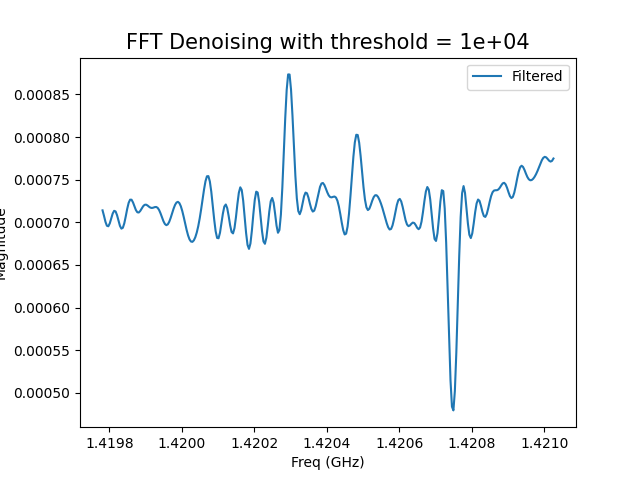 FFT Denoising with threshold = 1e+04
Filtered
0.00085
0.00080
0.00075
0.00070
0.00065
0.00060
0.00055
0.00050
Magnitude
1.4198 1.4200 1.4202 1.4204 1.4206 1.4208 1.4210
Freq (GHz)